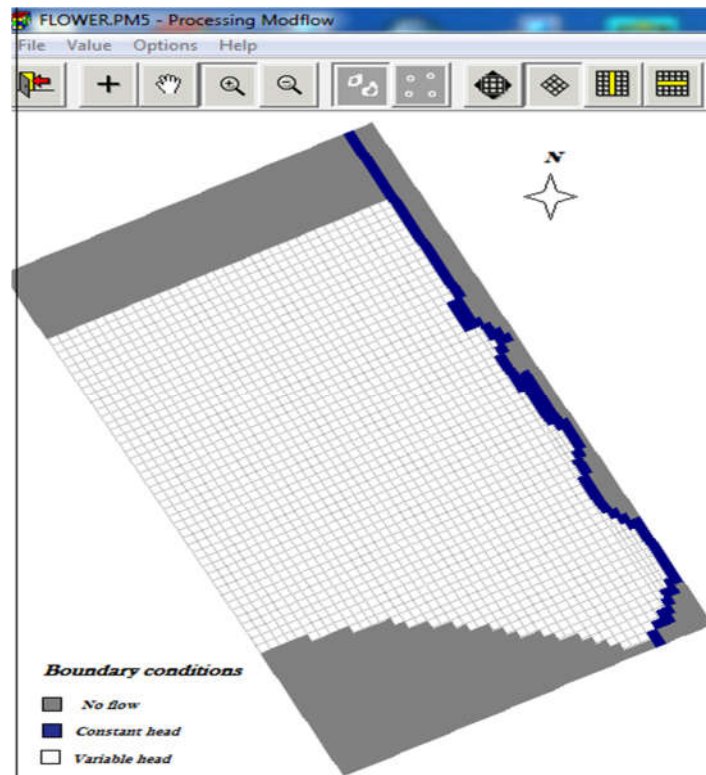 FLOWER.PM5 - Processing Modflow
File Value Options Help
N
Boundary conditions
No flow
Constant head
Variable head